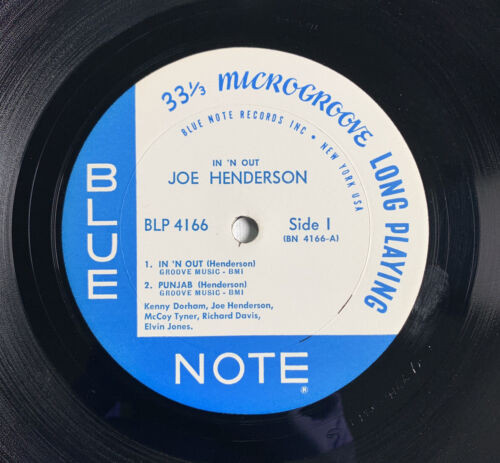 33⅓ MICROGROOVE LONG PLAYING
BLUE NOTE RECORDS INC • NEW YORK USA
IN 'N OUT
JOE HENDERSON
BLP 4166
Side 1
(BN 4166-A)
1. IN 'N OUT (Henderson)
GROOVE MUSIC - BMI
2. PUNJAB (Henderson)
GROOVE MUSIC - BMI
Kenny Dorham, Joe Henderson,
McCoy Tyner, Richard Davis,
Elvin Jones.
BLUE
NOTE ®